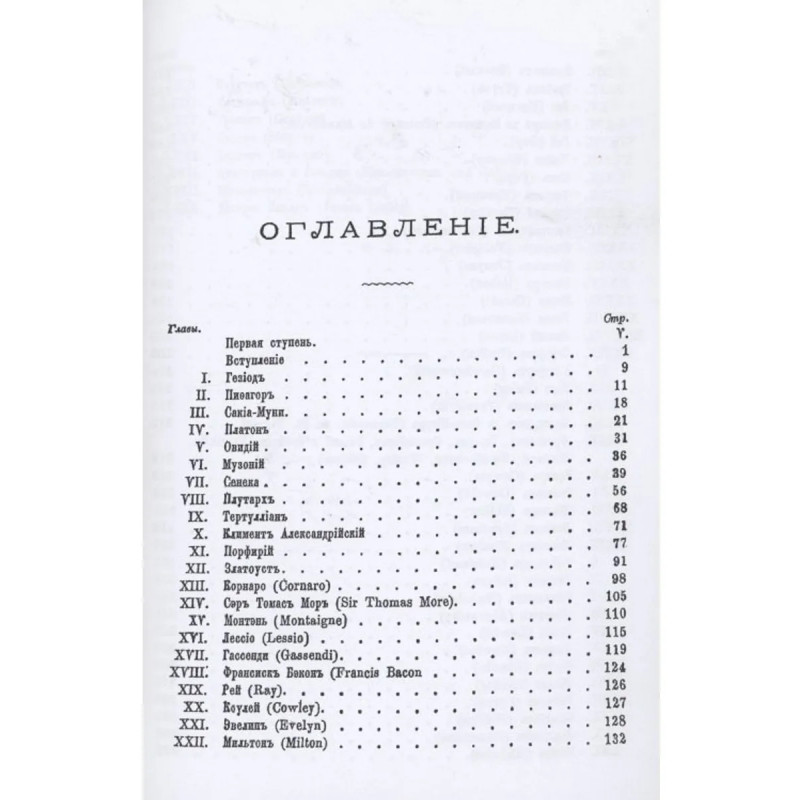 ОГЛАВЛЕНІЕ.
Главы. Стр.
Первая ступень. V.
Вступленіе . . . . . . . . . . . . . . . . 1
I. Гезіодъ . . . . . . . . . . . . . . . . 9
II. Пиѳагоръ . . . . . . . . . . . . . . . . 11
III. Сакіа-Муни. . . . . . . . . . . . . . . . 18
IV. Платонъ . . . . . . . . . . . . . . . . 21
V. Овидій . . . . . . . . . . . . . . . . 31
VI. Музоній . . . . . . . . . . . . . . . . 36
VII. Сенека . . . . . . . . . . . . . . . . 39
VIII. Плутархъ . . . . . . . . . . . . . . . . 56
IX. Тертулліанъ . . . . . . . . . . . . . . . 68
X. Климентъ Александрійскій . . . . . . . . . . . 71
XI. Порфирій . . . . . . . . . . . . . . . . 77
XII. Златоустъ. . . . . . . . . . . . . . . . 91
XIII. Корнаро (Cornaro) . . . . . . . . . . . . . 98
XIV. Сэръ Томасъ Моръ (Sir Thomas More). . . . . . . . 105
XV. Монтэнь (Montaigne) . . . . . . . . . . . . 110
XVI. Лессіо (Lessio) . . . . . . . . . . . . . . 115
XVII. Гассенди (Gassendi). . . . . . . . . . . . . 119
XVIII. Франсискъ Бэконъ (Francis Bacon . . . . . . . . . 124
XIX. Рей (Ray). . . . . . . . . . . . . . . . 126
XX. Коулей (Cowley). . . . . . . . . . . . . . 127
XXI. Эвелинъ (Evelyn) . . . . . . . . . . . . . 128
XXII. Мильтонъ (Milton) . . . . . . . . . . . . . 132